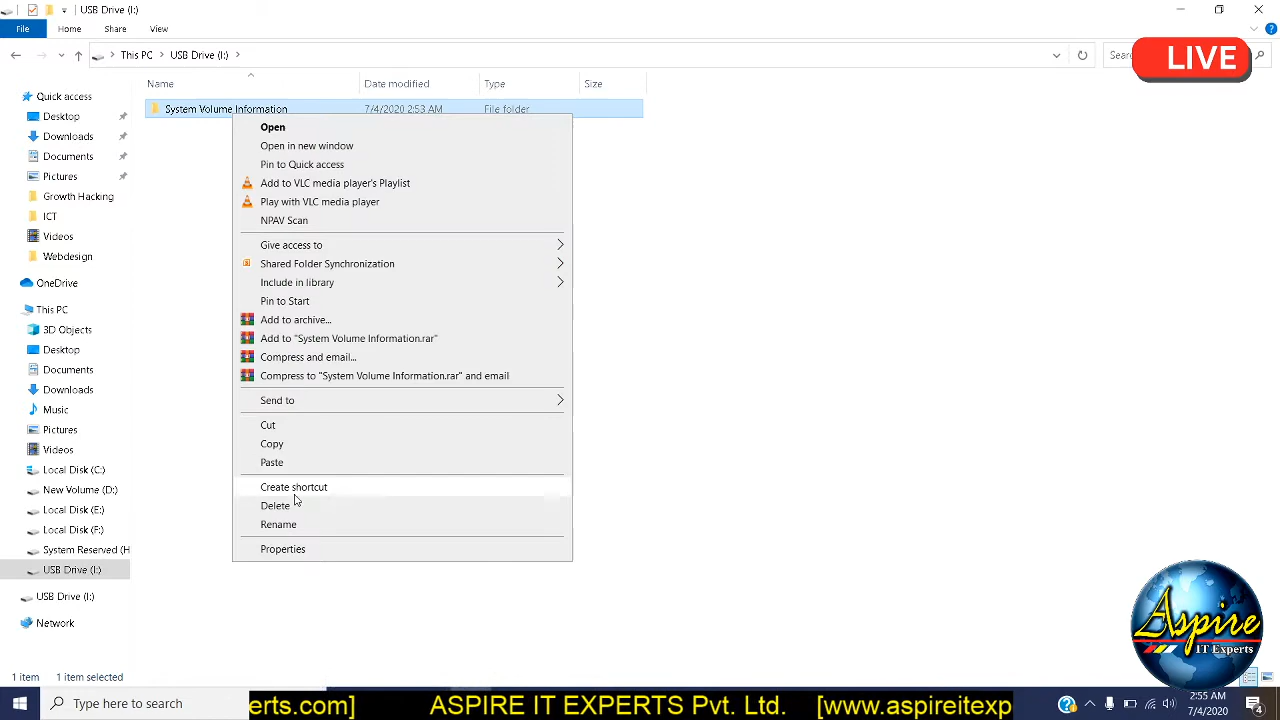 File
Home
Share
View
This PC
USB Drive (I:)
Sear
LIVE
Name
Date modified
Type
Size
System Volume Information
7/4/2020 2:53 AM
File folder
Quick access
Desktop
Downloads
Documents
Pictures
Growth Hacking
ICT
Videos
Webdesign
OneDrive
This PC
3D Objects
Desktop
Documents
Downloads
Music
Pictures
Videos
Local Disk (C:)
New Volume (D:)
Local Disk (E:)
Local Disk (F:)
System Reserved (H
USB Drive (I:)
USB Drive (I:)
Network
Open
Open in new window
Pin to Quick access
Add to VLC media player's Playlist
Play with VLC media player
NPAV Scan
Give access to
Shared Folder Synchronization
Include in library
Pin to Start
Add to archive...
Add to "System Volume Information.rar"
Compress and email...
Compress to "System Volume Information.rar" and email
Send to
Cut
Copy
Paste
Create shortcut
Delete
Rename
Properties
Aspire
IT Experts
1 item
1 item selected
Type here to search
erts.com] ASPIRE IT EXPERTS Pvt. Ltd. [www.aspireitexp
2:55 AM
7/4/2020